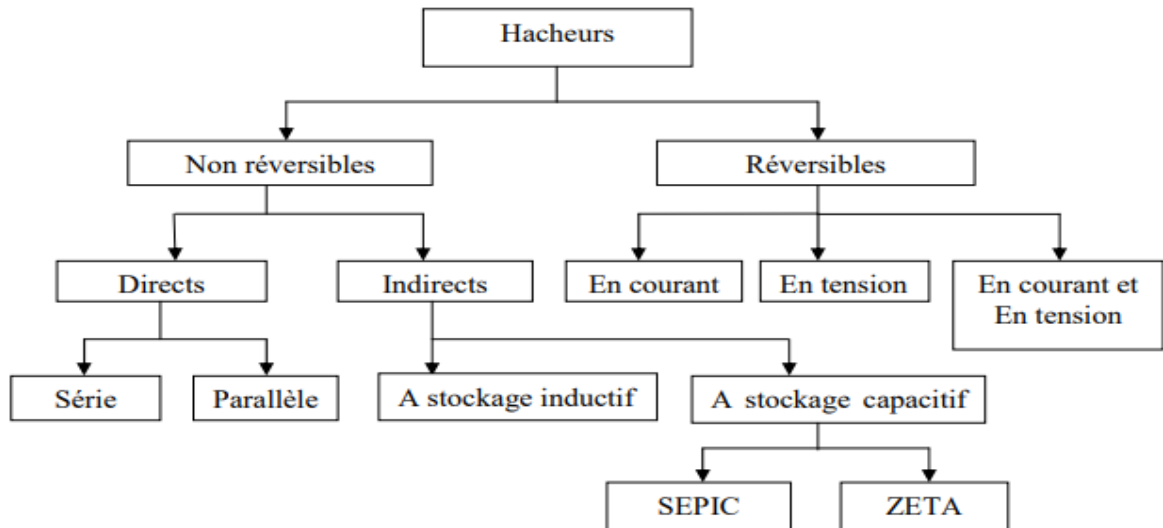 Hacheurs
Non réversibles
Réversibles
Directs
Indirects
En courant
En tension
En courant et
En tension
Série
Parallèle
A stockage inductif
A stockage capacitif
SEPIC
ZETA